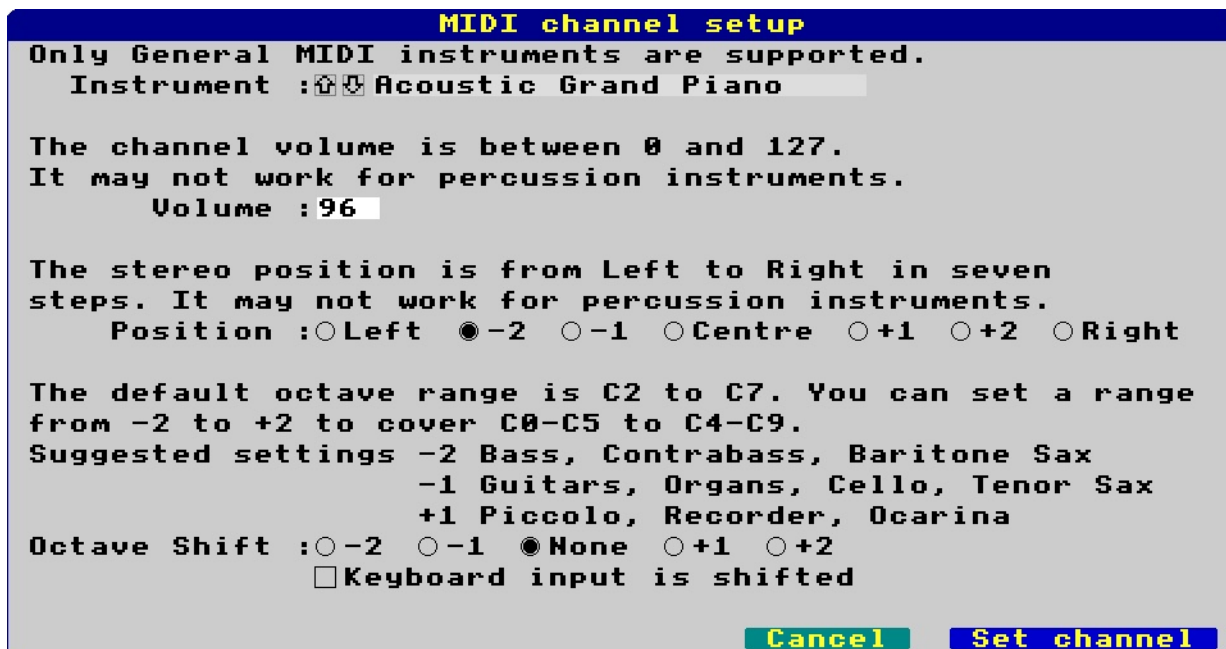 MIDI channel setup
Only General MIDI instruments are supported.
Instrument : Acoustic Grand Piano
The channel volume is between 0 and 127.
It may not work for percussion instruments.
Volume : 96
The stereo position is from Left to Right in seven
steps. It may not work for percussion instruments.
Position : Left -2 -1 Centre +1 +2 Right
The default octave range is C2 to C7. You can set a range
from -2 to +2 to cover C0-C5 to C4-C9.
Suggested settings -2 Bass, Contrabass, Baritone Sax
-1 Guitars, Organs, Cello, Tenor Sax
+1 Piccolo, Recorder, Ocarina
Octave Shift : -2 -1 None +1 +2
Keyboard input is shifted
Cancel Set channel